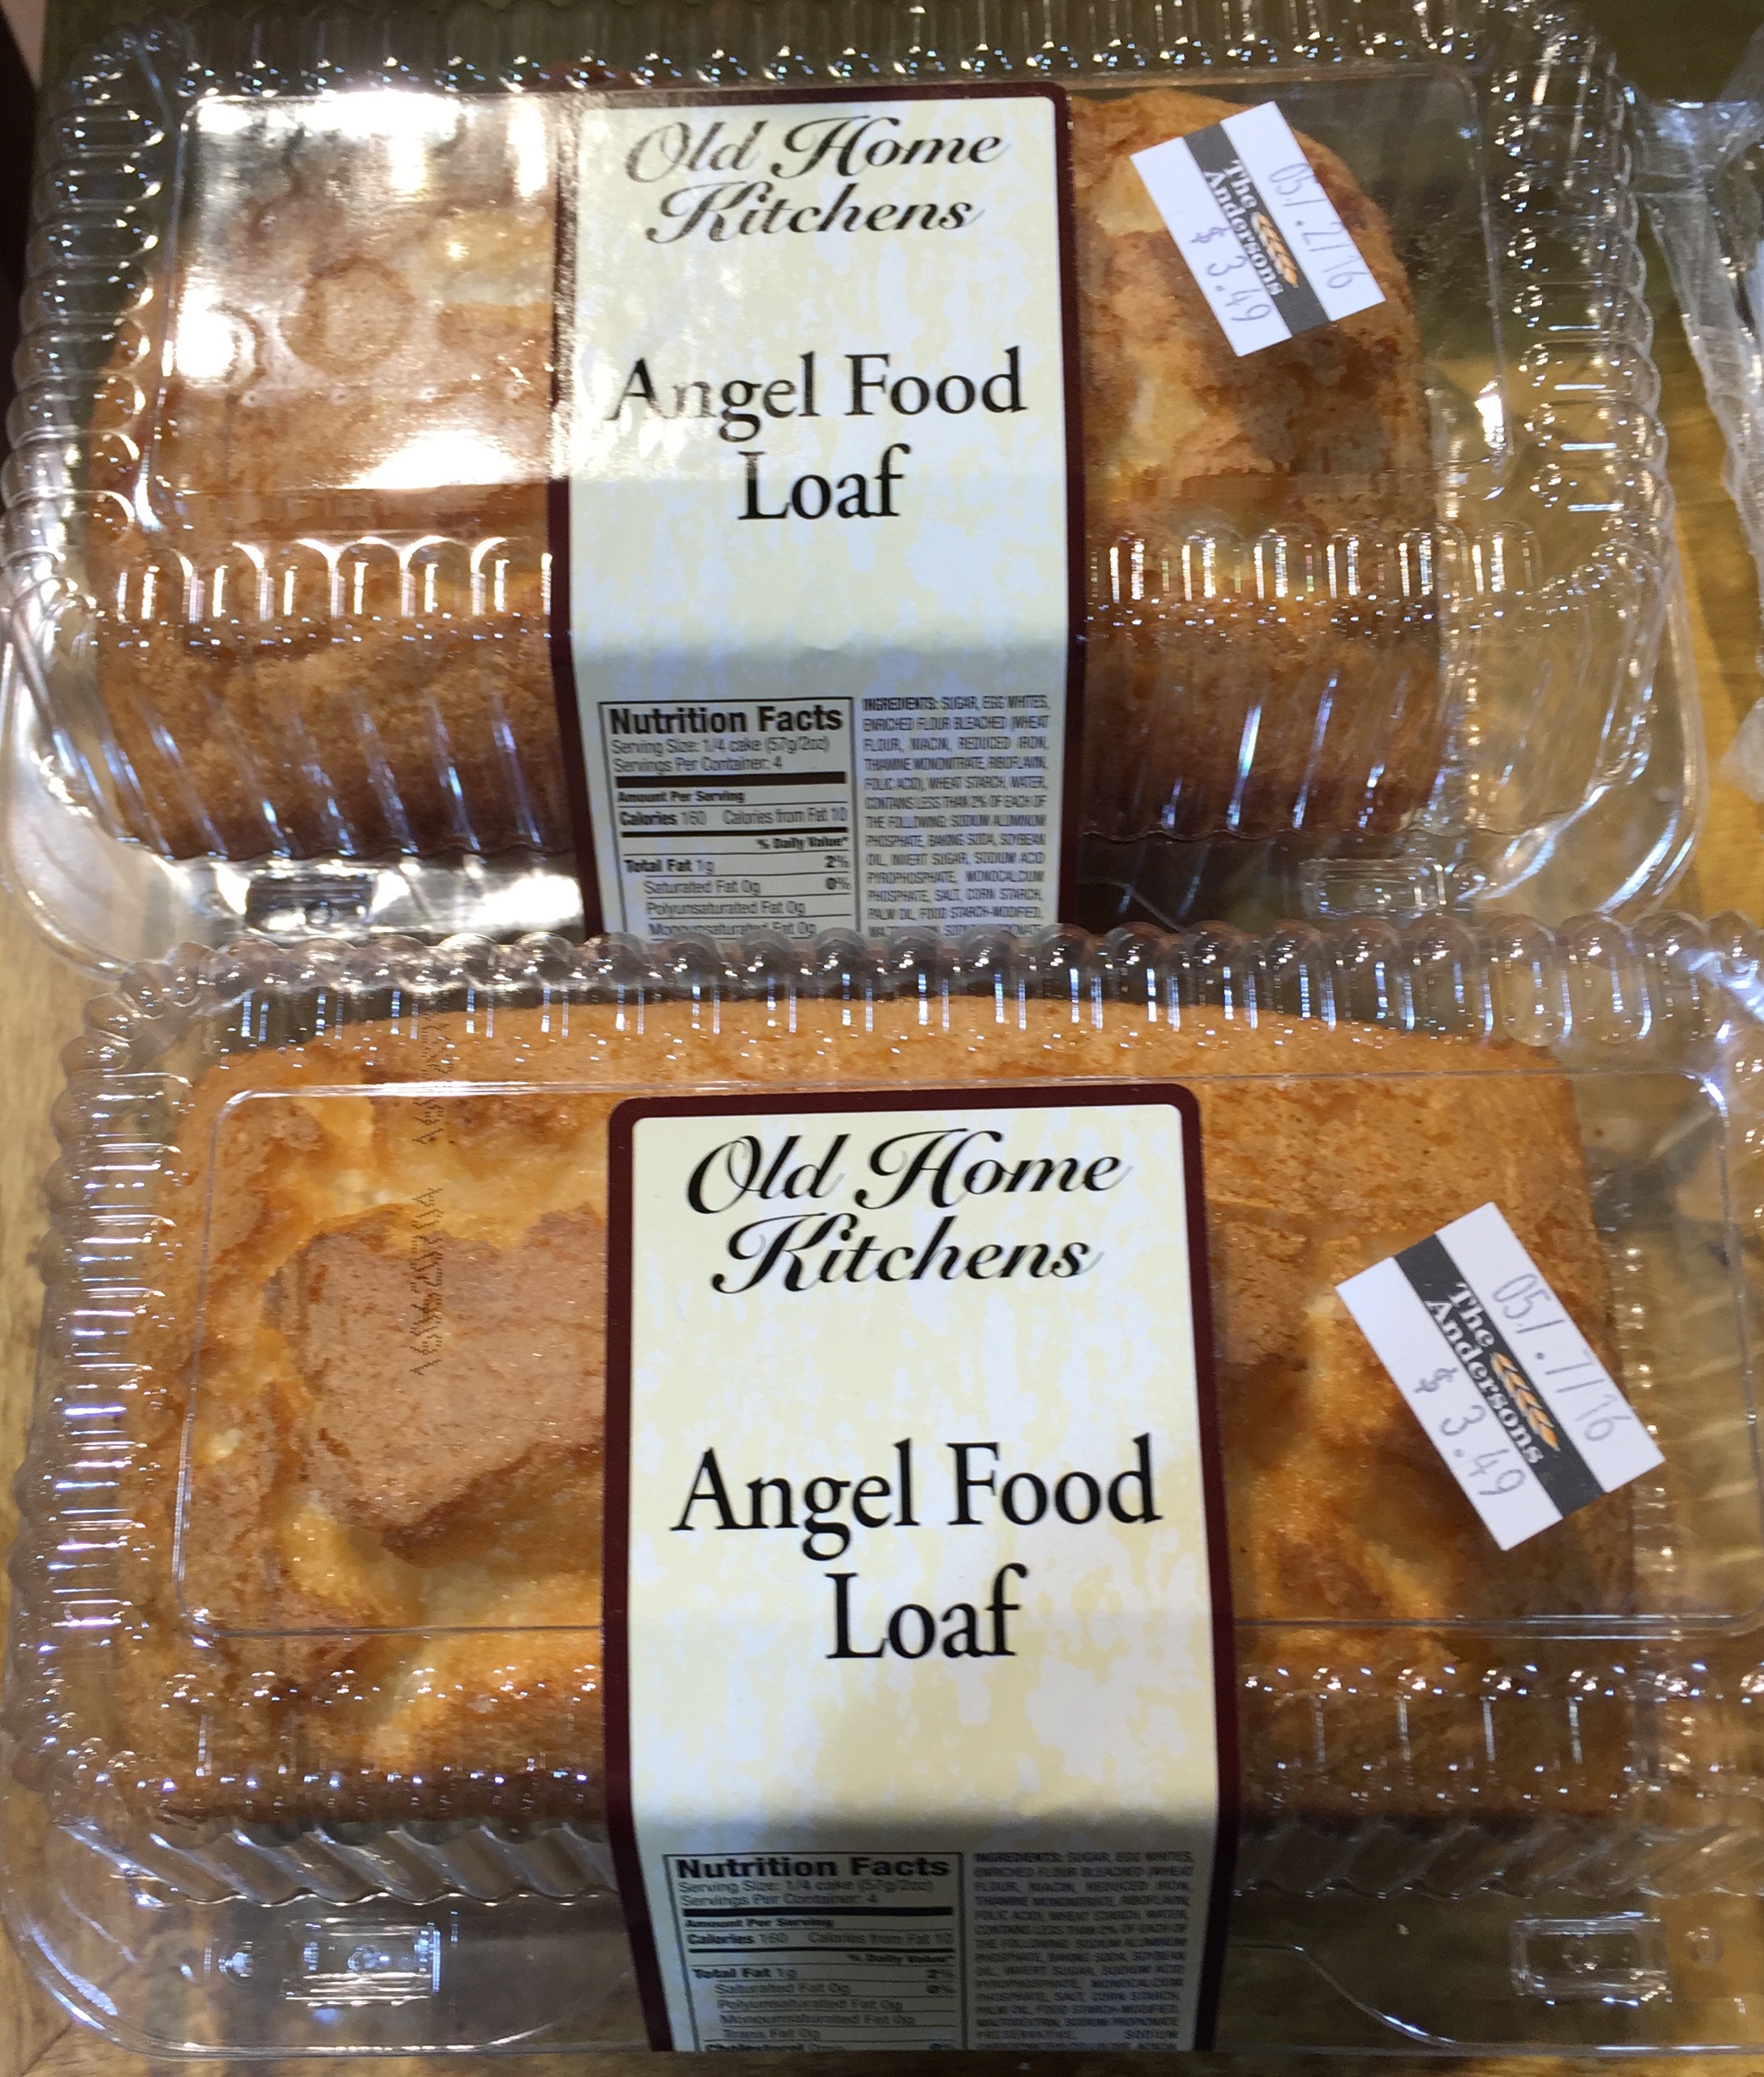 Old Home
Kitchens
Angel Food
Loaf
The
Andersons
$ 3.49
Nutrition Facts
Serving Size: 1/4 cake (57g/2oz)
Servings Per Container: 4
Amount Per Serving
Calories 160 Calories from Fat 10
% Daily Value*
Total Fat 1g 2%
Saturated Fat 0g 0%
Polyunsaturated Fat 0g
Monounsaturated Fat 0g
INGREDIENTS: SUGAR, EGG WHITES,
ENRICHED FLOUR BLEACHED (WHEAT
FLOUR, NIACIN, REDUCED IRON,
THIAMINE MONONITRATE, RIBOFLAVIN,
FOLIC ACID), WHEAT STARCH, WATER,
CONTAINS LESS THAN 2% OF EACH OF
THE FOLLOWING: SODIUM ALUMINUM
PHOSPHATE, BAKING SODA, SOYBEAN
OIL, INVERT SUGAR, SODIUM ACID
PYROPHOSPHATE, MONOCALCIUM
PHOSPHATE, SALT, CORN STARCH,
PALM OIL, FOOD STARCH-MODIFIED,
Old Home
Kitchens
Angel Food
Loaf
The
Andersons
$ 3.49
Nutrition Facts
Serving Size: 1/4 cake (57g/2oz)
Servings Per Container: 4
Amount Per Serving
Calories 160 Calories from Fat 10
% Daily Value*
Total Fat 1g 2%
Saturated Fat 0g 0%
Polyunsaturated Fat 0g
Monounsaturated Fat 0g
Trans Fat 0g
Cholesterol
INGREDIENTS: SUGAR, EGG WHITES,
ENRICHED FLOUR BLEACHED (WHEAT
FLOUR, NIACIN, REDUCED IRON,
THIAMINE MONONITRATE, RIBOFLAVIN,
FOLIC ACID), WHEAT STARCH, WATER,
CONTAINS LESS THAN 2% OF EACH OF
THE FOLLOWING: SODIUM ALUMINUM
PHOSPHATE, BAKING SODA, SOYBEAN
OIL, INVERT SUGAR, SODIUM ACID
PYROPHOSPHATE, MONOCALCIUM
PHOSPHATE, SALT, CORN STARCH,
PALM OIL, FOOD STARCH-MODIFIED,
MALTODEXTRIN, SODIUM PROPIONATE
PRESERVATIVE, SODIUM